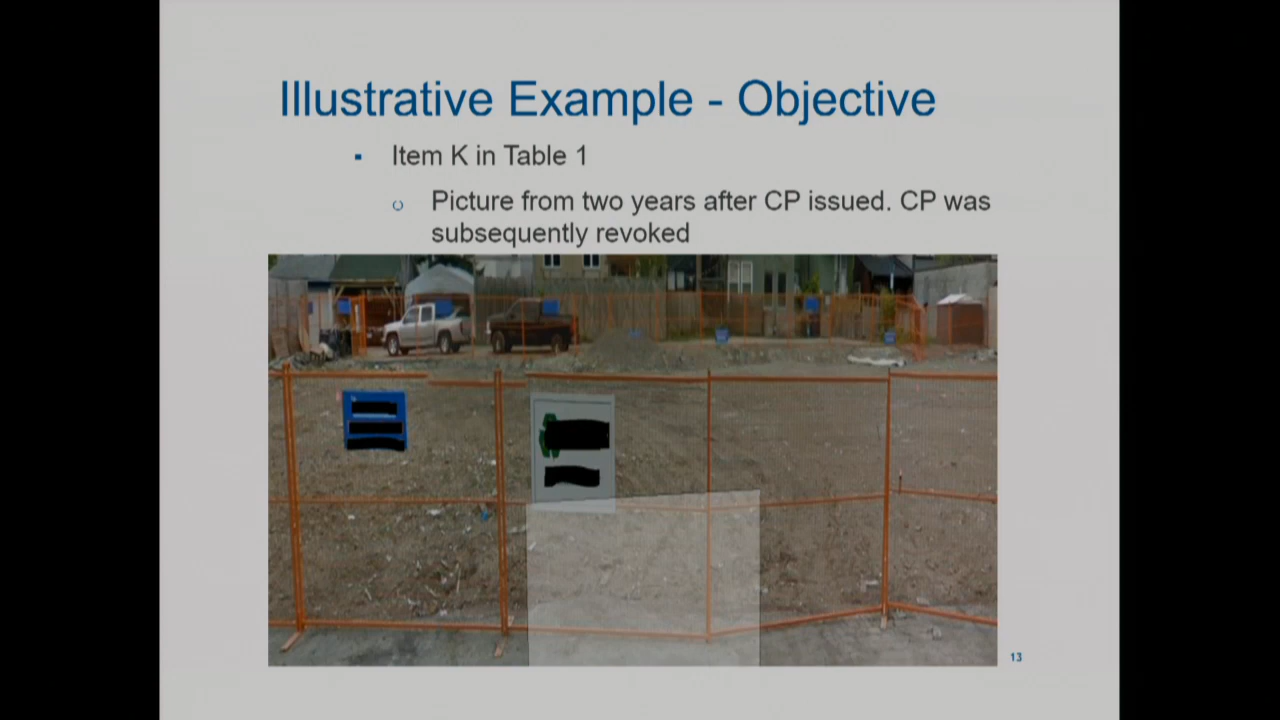 Illustrative Example - Objective
Item K in Table 1
Picture from two years after CP issued. CP was
subsequently revoked
13